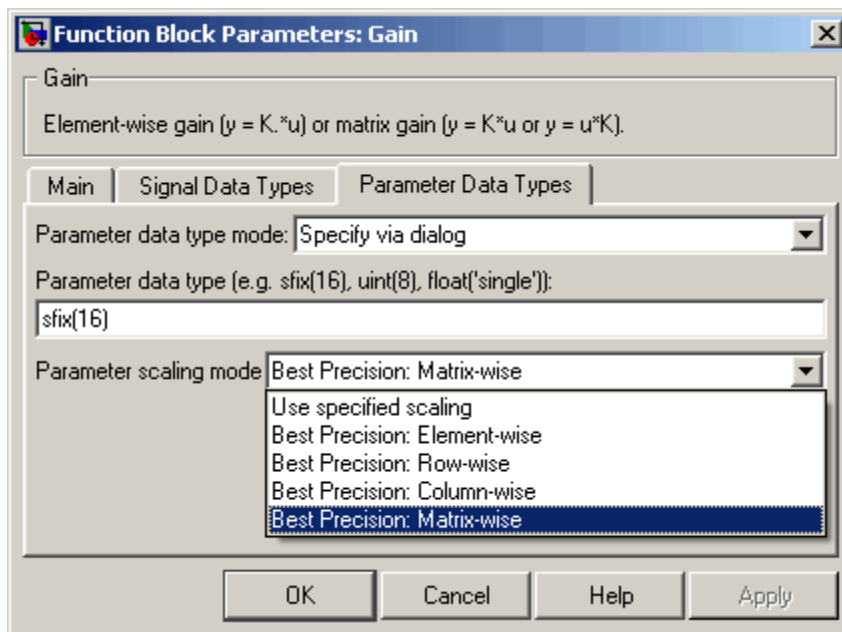 Function Block Parameters: Gain
Gain
Element-wise gain (y = K.*u) or matrix gain (y = K*u or y = u*K).
Main Signal Data Types Parameter Data Types
Parameter data type mode: Specify via dialog
Parameter data type (e.g. sfix(16), uint(8), float('single')):
sfix(16)
Parameter scaling mode Best Precision: Matrix-wise
Use specified scaling
Best Precision: Element-wise
Best Precision: Row-wise
Best Precision: Column-wise
Best Precision: Matrix-wise
OK Cancel Help Apply